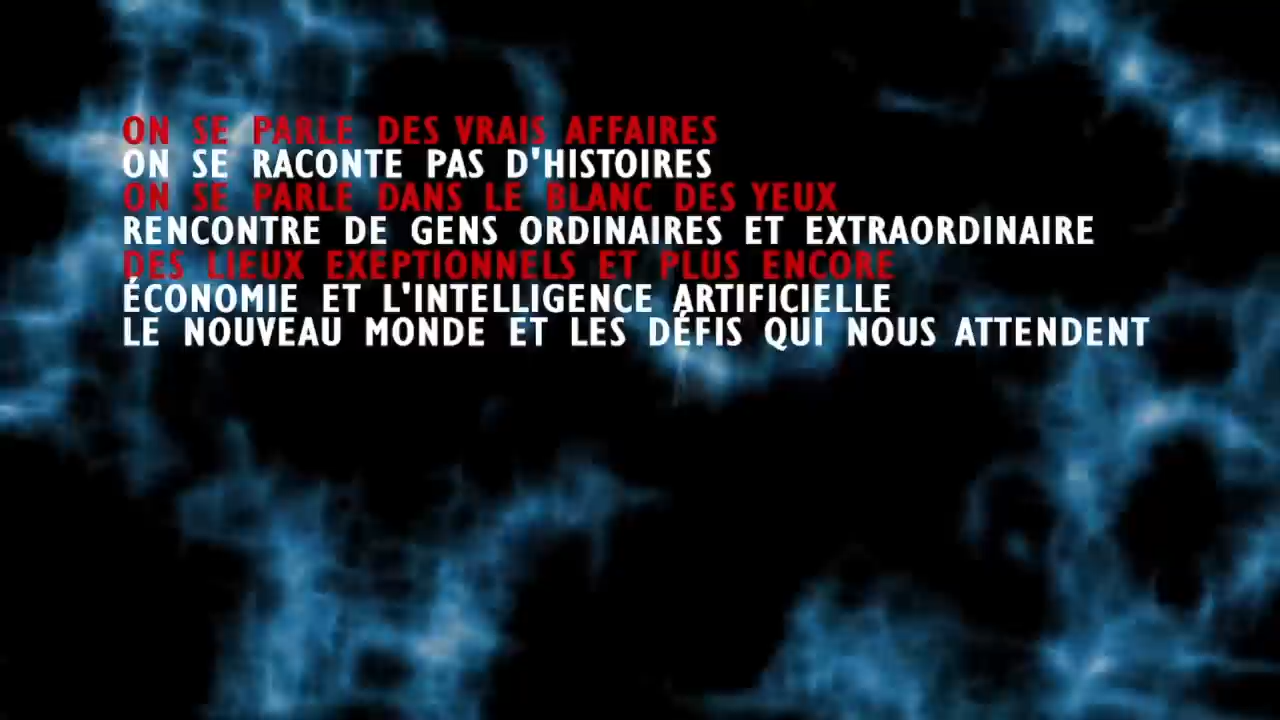 ON SE PARLE DES VRAIS AFFAIRES
ON SE RACONTE PAS D'HISTOIRES
ON SE PARLE DANS LE BLANC DES YEUX
RENCONTRE DE GENS ORDINAIRES ET EXTRAORDINAIRE
DES LIEUX EXEPTIONNELS ET PLUS ENCORE
ÉCONOMIE ET L'INTELLIGENCE ARTIFICIELLE
LE NOUVEAU MONDE ET LES DÉFIS QUI NOUS ATTENDENT